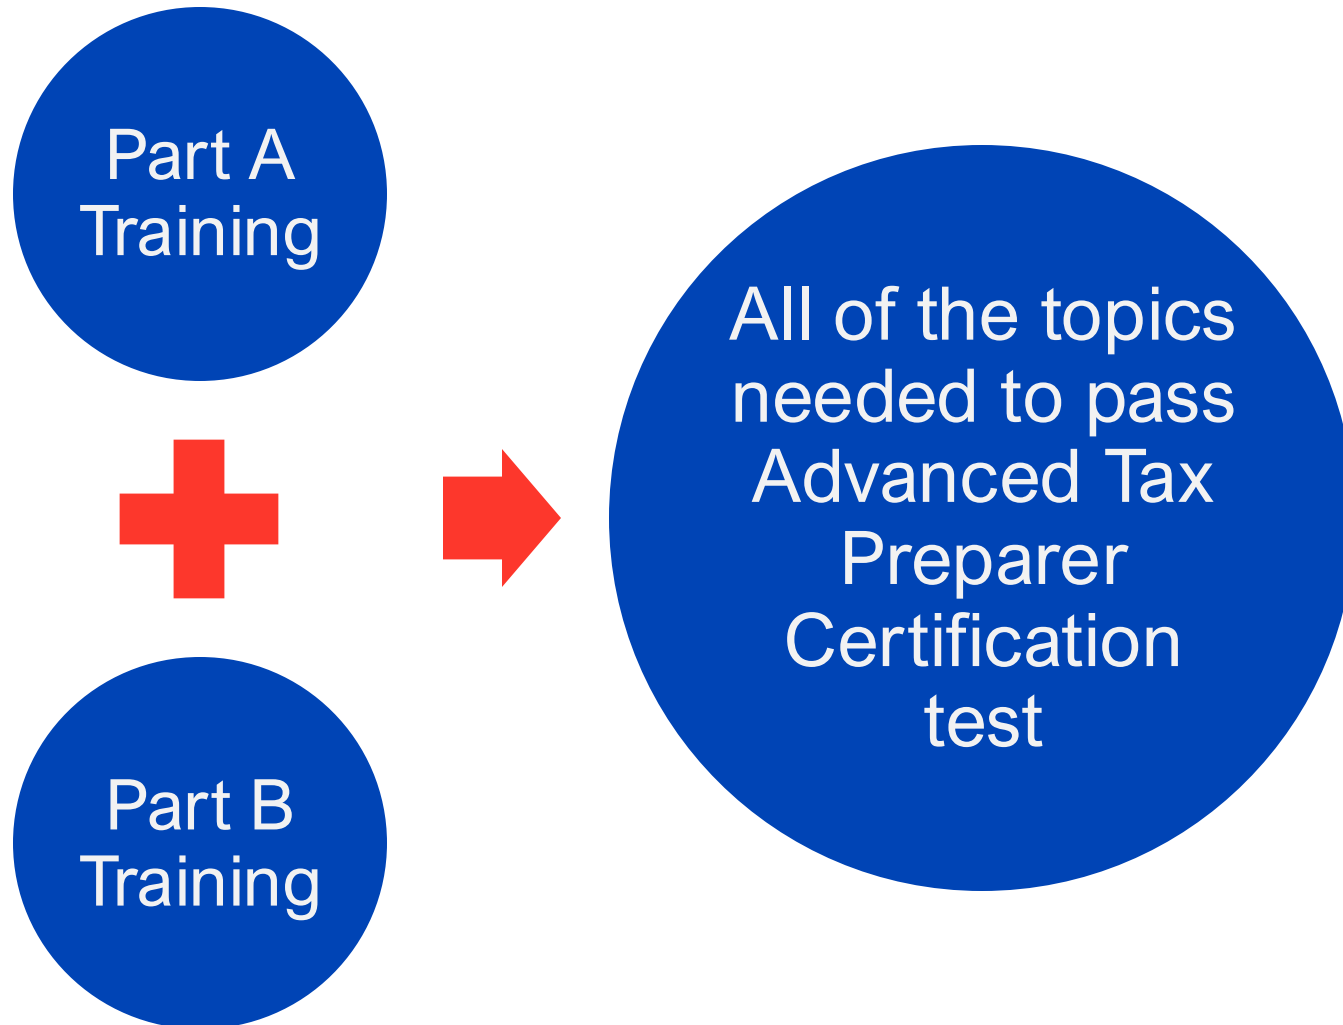 Part A
Training
Part B
Training
All of the topics
needed to pass
Advanced Tax
Preparer
Certification
test